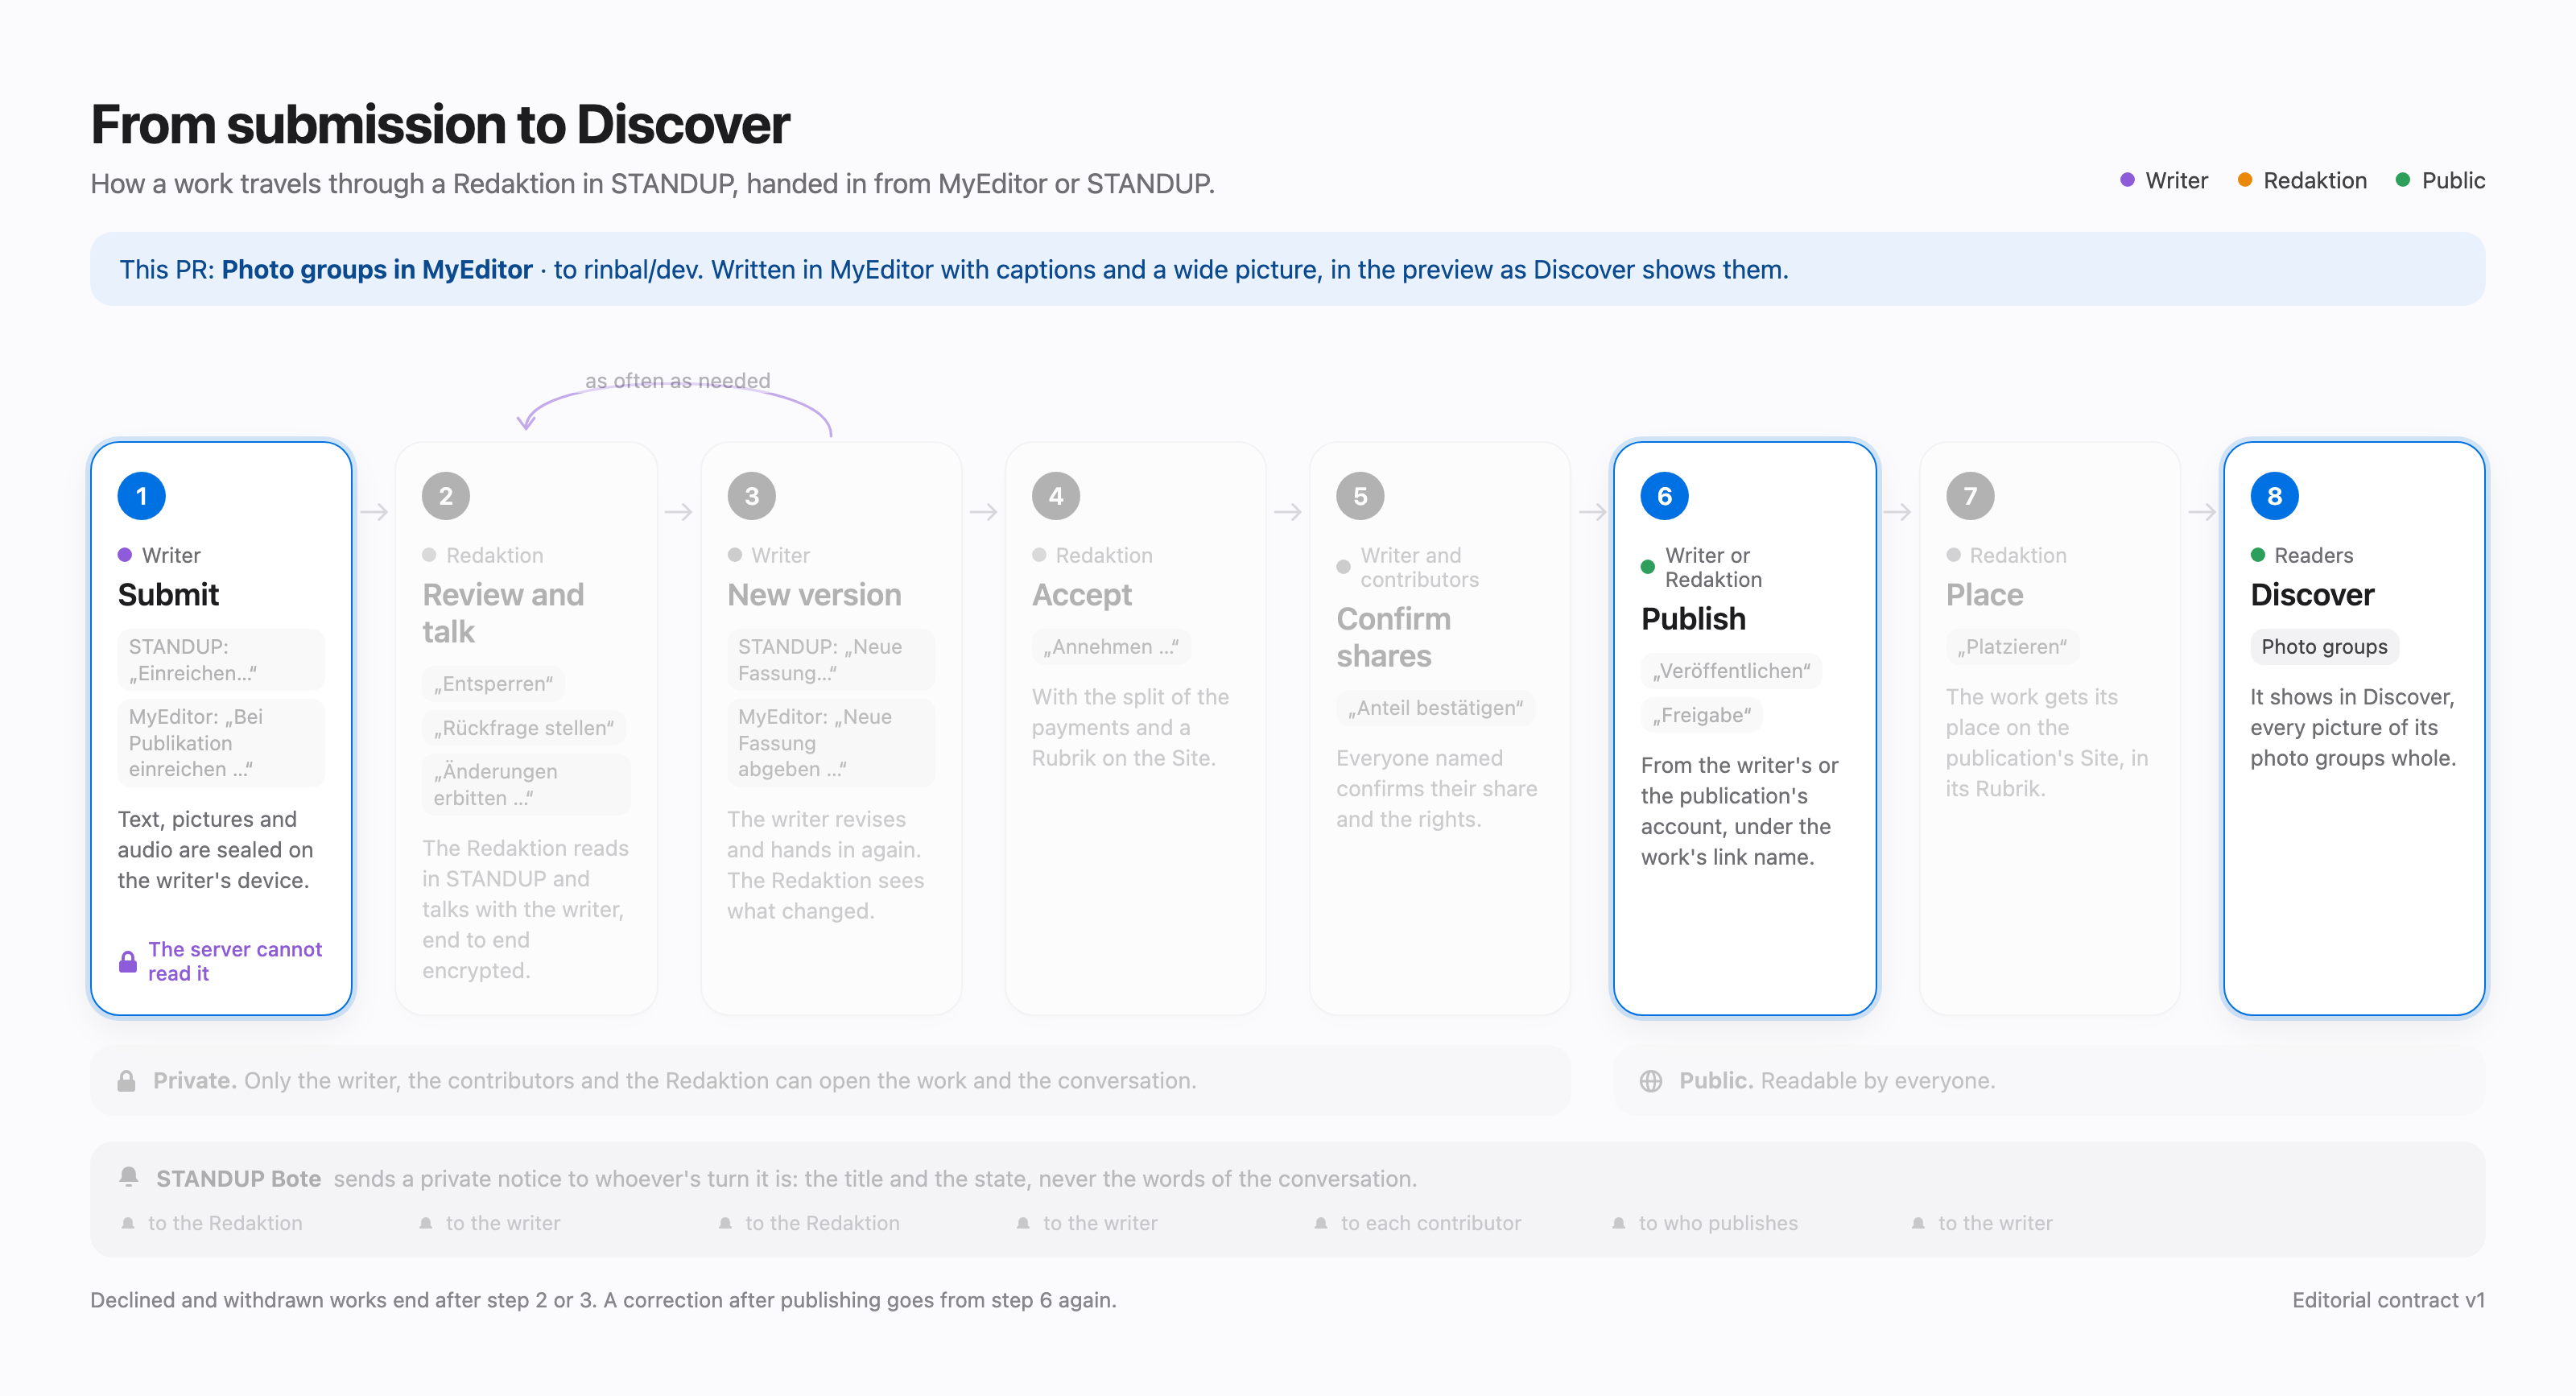 From submission to Discover
How a work travels through a Redaktion in STANDUP, handed in from MyEditor or STANDUP.
Writer
Redaktion
Public
This PR: Photo groups in MyEditor · to rinbal/dev. Written in MyEditor with captions and a wide picture, in the preview as Discover shows them.
as often as needed
1
Writer
Submit
STANDUP:
„Einreichen…“
MyEditor: „Bei
Publikation
einreichen …“
Text, pictures and
audio are sealed on
the writer's device.
The server cannot
read it
2
Redaktion
Review and
talk
„Entsperren“
„Rückfrage stellen“
„Änderungen
erbitten …“
The Redaktion reads
in STANDUP and
talks with the writer,
end to end
encrypted.
3
Writer
New version
STANDUP: „Neue
Fassung…“
MyEditor: „Neue
Fassung
abgeben …“
The writer revises
and hands in again.
The Redaktion sees
what changed.
4
Redaktion
Accept
„Annehmen …“
With the split of the
payments and a
Rubrik on the Site.
5
Writer and
contributors
Confirm
shares
„Anteil bestätigen“
Everyone named
confirms their share
and the rights.
6
Writer or
Redaktion
Publish
„Veröffentlichen“
„Freigabe“
From the writer's or
the publication's
account, under the
work's link name.
7
Redaktion
Place
„Platzieren“
The work gets its
place on the
publication's Site, in
its Rubrik.
8
Readers
Discover
Photo groups
It shows in Discover,
every picture of its
photo groups whole.
Private. Only the writer, the contributors and the Redaktion can open the work and the conversation.
Public. Readable by everyone.
STANDUP Bote sends a private notice to whoever's turn it is: the title and the state, never the words of the conversation.
to the Redaktion
to the writer
to the Redaktion
to the writer
to each contributor
to who publishes
to the writer
Declined and withdrawn works end after step 2 or 3. A correction after publishing goes from step 6 again.
Editorial contract v1